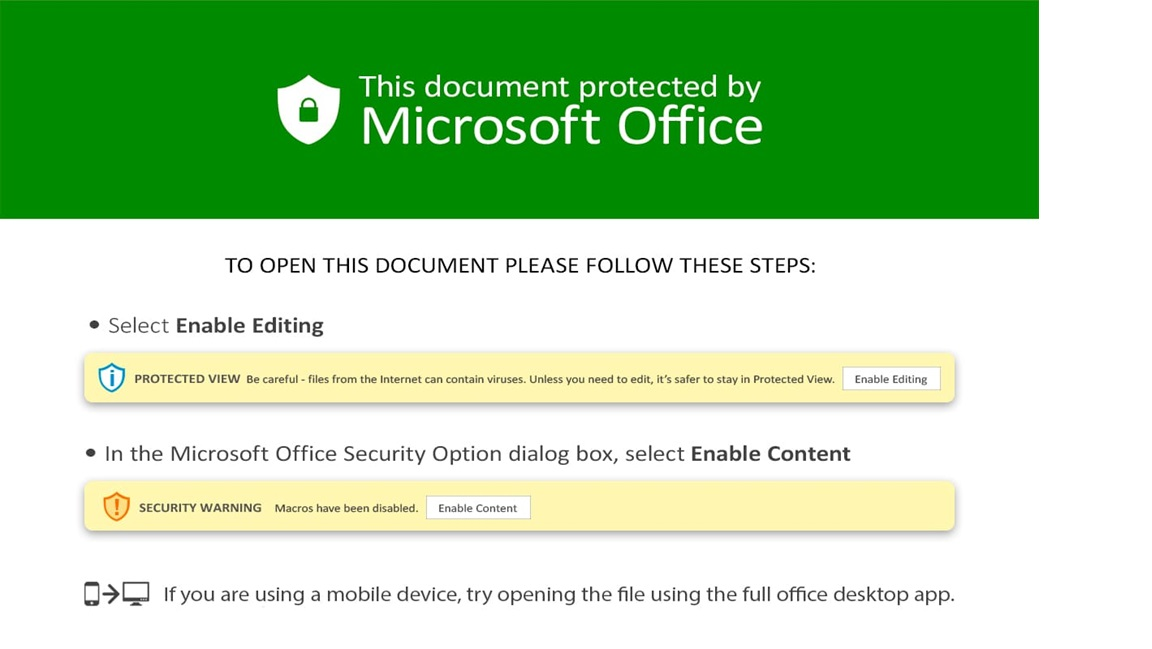 This document protected by
Microsoft Office
TO OPEN THIS DOCUMENT PLEASE FOLLOW THESE STEPS:
• Select Enable Editing
PROTECTED VIEW Be careful - files from the Internet can contain viruses. Unless you need to edit, it's safer to stay in Protected View. Enable Editing
• In the Microsoft Office Security Option dialog box, select Enable Content
SECURITY WARNING Macros have been disabled. Enable Content
If you are using a mobile device, try opening the file using the full office desktop app.